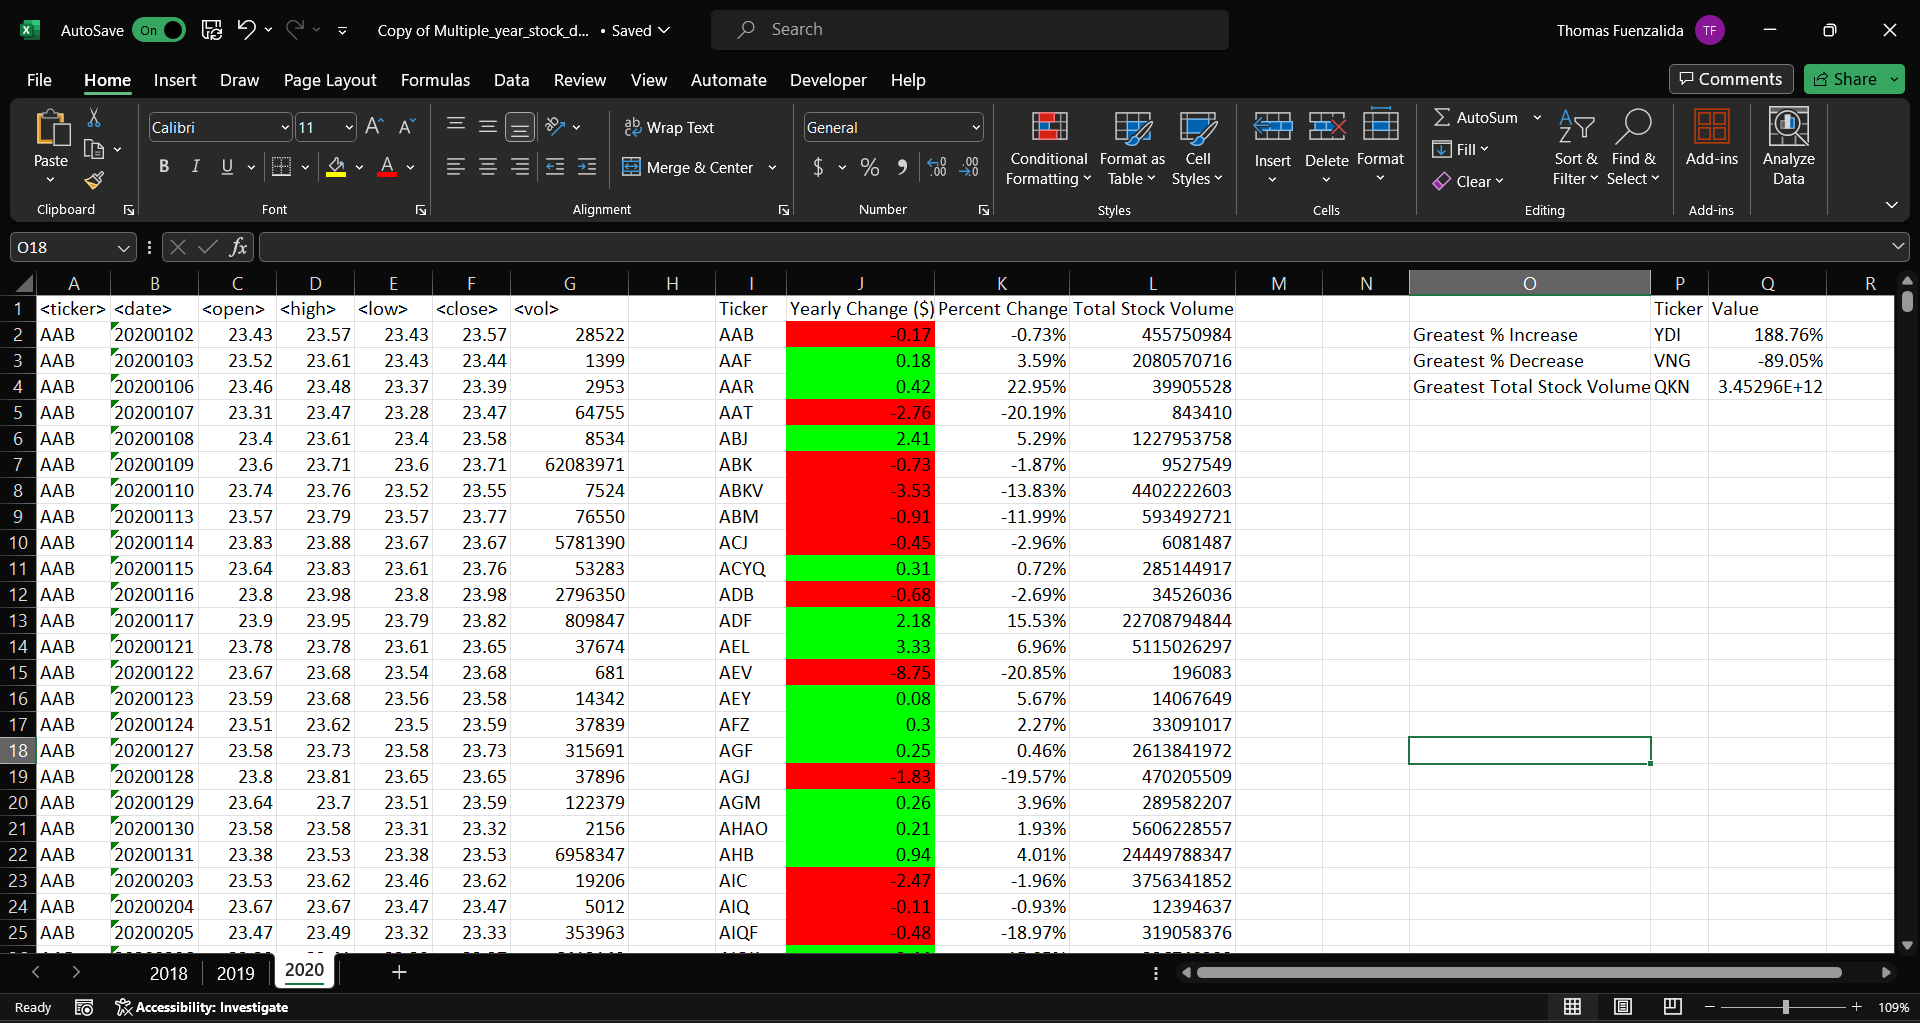 AutoSave On Copy of Multiple_year_stock_d... • Saved Search Thomas Fuenzalida TF
File Home Insert Draw Page Layout Formulas Data Review View Automate Developer Help Comments Share
Paste Calibri 11 Wrap Text General Conditional Formatting Format as Table Cell Styles Insert Delete Format AutoSum Sort & Filter Find & Select Add-ins Analyze Data
B I U A Merge & Center $ % Fill Clear
Clipboard Font Alignment Number Styles Cells Editing Add-ins
O18 fx
A B C D E F G H I J K L M N O P Q R
1 <ticker> <date> <open> <high> <low> <close> <vol> Ticker Yearly Change ($) Percent Change Total Stock Volume Ticker Value
2 AAB 20200102 23.43 23.57 23.43 23.57 28522 AAB -0.17 -0.73% 455750984 Greatest % Increase YDI 188.76%
3 AAB 20200103 23.52 23.61 23.43 23.44 1399 AAF 0.18 3.59% 2080570716 Greatest % Decrease VNG -89.05%
4 AAB 20200106 23.46 23.48 23.37 23.39 2953 AAR 0.42 22.95% 39905528 Greatest Total Stock Volume QKN 3.45296E+12
5 AAB 20200107 23.31 23.47 23.28 23.47 64755 AAT -2.76 -20.19% 843410
6 AAB 20200108 23.4 23.61 23.4 23.58 8534 ABJ 2.41 5.29% 1227953758
7 AAB 20200109 23.6 23.71 23.6 23.71 62083971 ABK -0.73 -1.87% 9527549
8 AAB 20200110 23.74 23.76 23.52 23.55 7524 ABKV -3.53 -13.83% 4402222603
9 AAB 20200113 23.57 23.79 23.57 23.77 76550 ABM -0.91 -11.99% 593492721
10 AAB 20200114 23.83 23.88 23.67 23.67 5781390 ACJ -0.45 -2.96% 6081487
11 AAB 20200115 23.64 23.83 23.61 23.76 53283 ACYQ 0.31 0.72% 285144917
12 AAB 20200116 23.8 23.98 23.8 23.98 2796350 ADB -0.68 -2.69% 34526036
13 AAB 20200117 23.9 23.95 23.79 23.82 809847 ADF 2.18 15.53% 22708794844
14 AAB 20200121 23.78 23.78 23.61 23.65 37674 AEL 3.33 6.96% 5115026297
15 AAB 20200122 23.67 23.68 23.54 23.68 681 AEV -8.75 -20.85% 196083
16 AAB 20200123 23.59 23.68 23.56 23.58 14342 AEY 0.08 5.67% 14067649
17 AAB 20200124 23.51 23.62 23.5 23.59 37839 AFZ 0.3 2.27% 33091017
18 AAB 20200127 23.58 23.73 23.58 23.73 315691 AGF 0.25 0.46% 2613841972
19 AAB 20200128 23.8 23.81 23.65 23.65 37896 AGJ -1.83 -19.57% 470205509
20 AAB 20200129 23.64 23.7 23.51 23.59 122379 AGM 0.26 3.96% 289582207
21 AAB 20200130 23.58 23.58 23.31 23.32 2156 AHAO 0.21 1.93% 5606228557
22 AAB 20200131 23.38 23.53 23.38 23.53 6958347 AHB 0.94 4.01% 24449788347
23 AAB 20200203 23.53 23.62 23.46 23.62 19206 AIC -2.47 -1.96% 3756341852
24 AAB 20200204 23.67 23.67 23.47 23.47 5012 AIQ -0.11 -0.93% 12394637
25 AAB 20200205 23.47 23.49 23.32 23.33 353963 AIQF -0.48 -18.97% 319058376
2018 2019 2020
Ready Accessibility: Investigate 109%